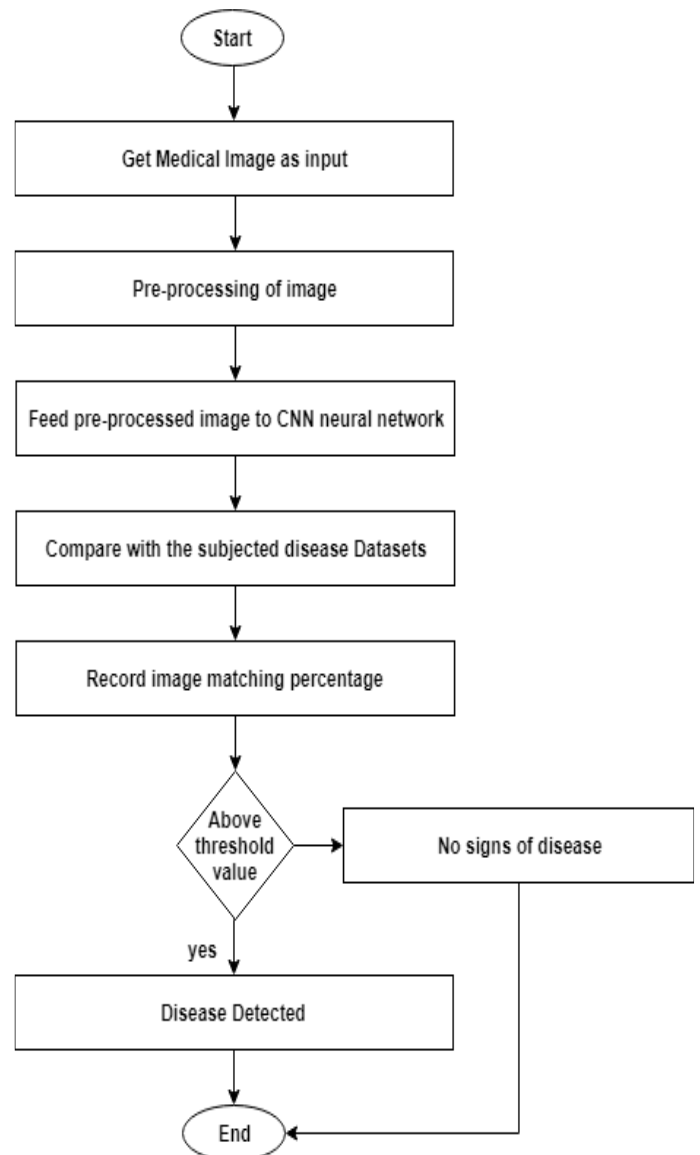 Start
Get Medical Image as input
Pre-processing of image
Feed pre-processed image to CNN neural network
Compare with the subjected disease Datasets
Record image matching percentage
Above
threshold
value
No signs of disease
yes
Disease Detected
End